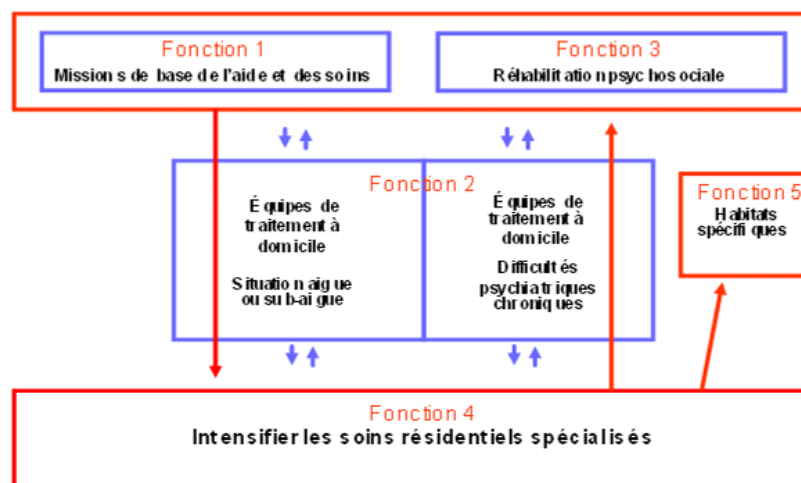 Fonction 1
Missions de base de l'aide et des soins
Fonction 3
Réhabilitation psychosociale
Fonction 2
Équipes de
traitement à
domicile
Situation aigue
ou sub-aigue
Équipes de
traitement à
domicile
Difficultés
psychiatriques
chroniques
Fonction 5
Habitats
spécifiques
Fonction 4
Intensifier les soins résidentiels spécialisés